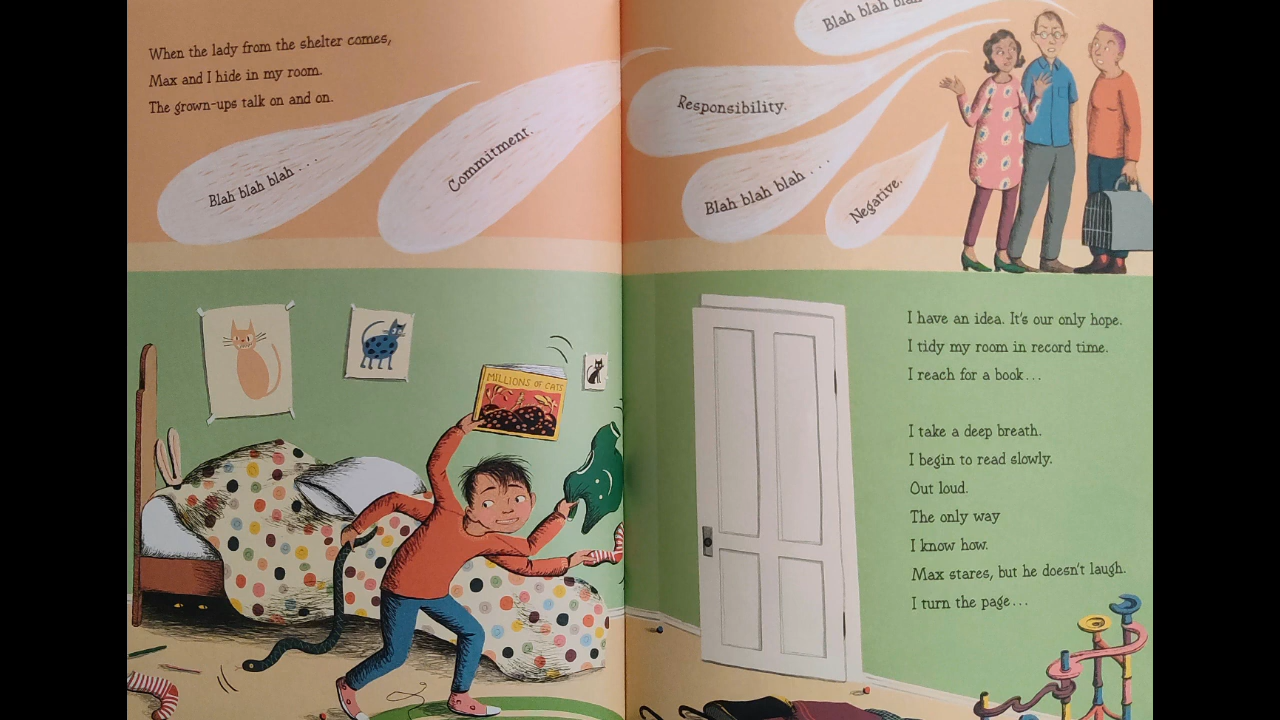 When the lady from the shelter comes,
Max and I hide in my room.
The grown-ups talk on and on.
Blah blah blah . . .
Commitment.
Blah blah blah
Responsibility.
Blah blah blah . . .
Negative.
MILLIONS OF CATS
I have an idea. It's our only hope.
I tidy my room in record time.
I reach for a book . . .
I take a deep breath.
I begin to read slowly.
Out loud.
The only way
I know how.
Max stares, but he doesn't laugh.
I turn the page . . .